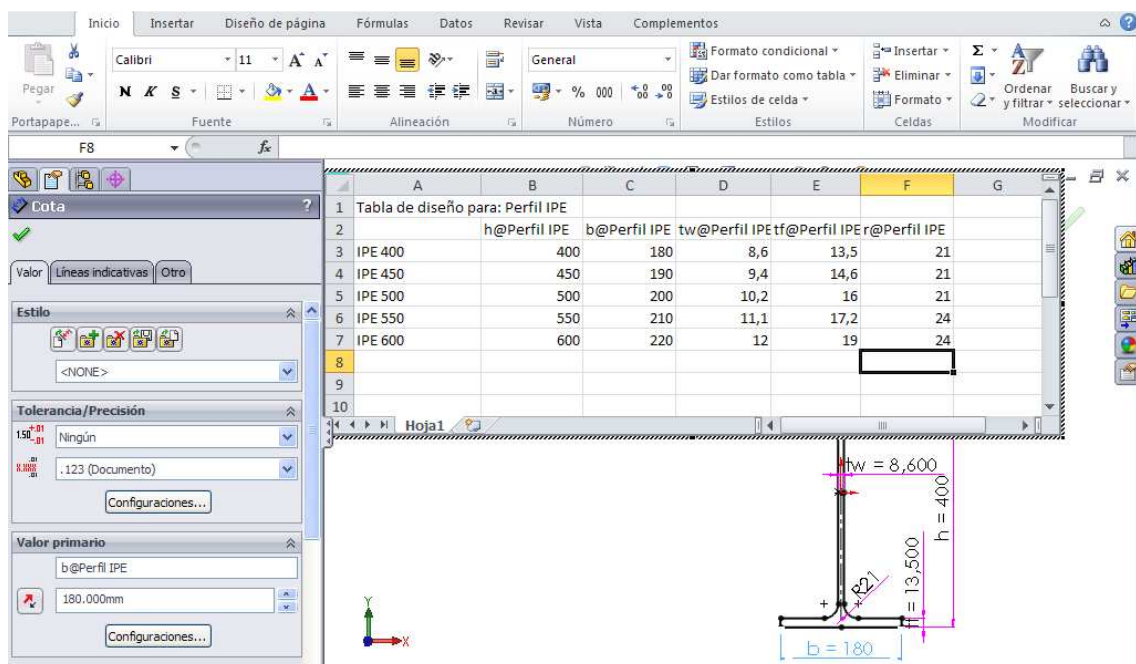 Inicio Insertar Diseño de página Fórmulas Datos Revisar Vista Complementos
Calibri 11 A A General Formato condicional Insertar Σ
Dar formato como tabla Eliminar
Pegar N K S A % 000 Estilos de celda Formato Ordenar y filtrar Buscar y seleccionar
Portapape... Fuente Alineación Número Estilos Celdas Modificar
F8 fx
A B C D E F G
Cota ?
1 Tabla de diseño para: Perfil IPE
2 h@Perfil IPE b@Perfil IPE tw@Perfil IPE tf@Perfil IPE r@Perfil IPE
3 IPE 400 400 180 8,6 13,5 21
4 IPE 450 450 190 9,4 14,6 21
5 IPE 500 500 200 10,2 16 21
6 IPE 550 550 210 11,1 17,2 24
7 IPE 600 600 220 12 19 24
8
9
10
Hoja1
Valor Líneas indicativas Otro
Estilo
<NONE>
Tolerancia/Precisión
1.50 +.01 -.01 Ningún
.123 (Documento)
Configuraciones...
Valor primario
b@Perfil IPE
180.000mm
Configuraciones...
tw = 8,600
h = 400
R21
= 13,500
b = 180
Y
X